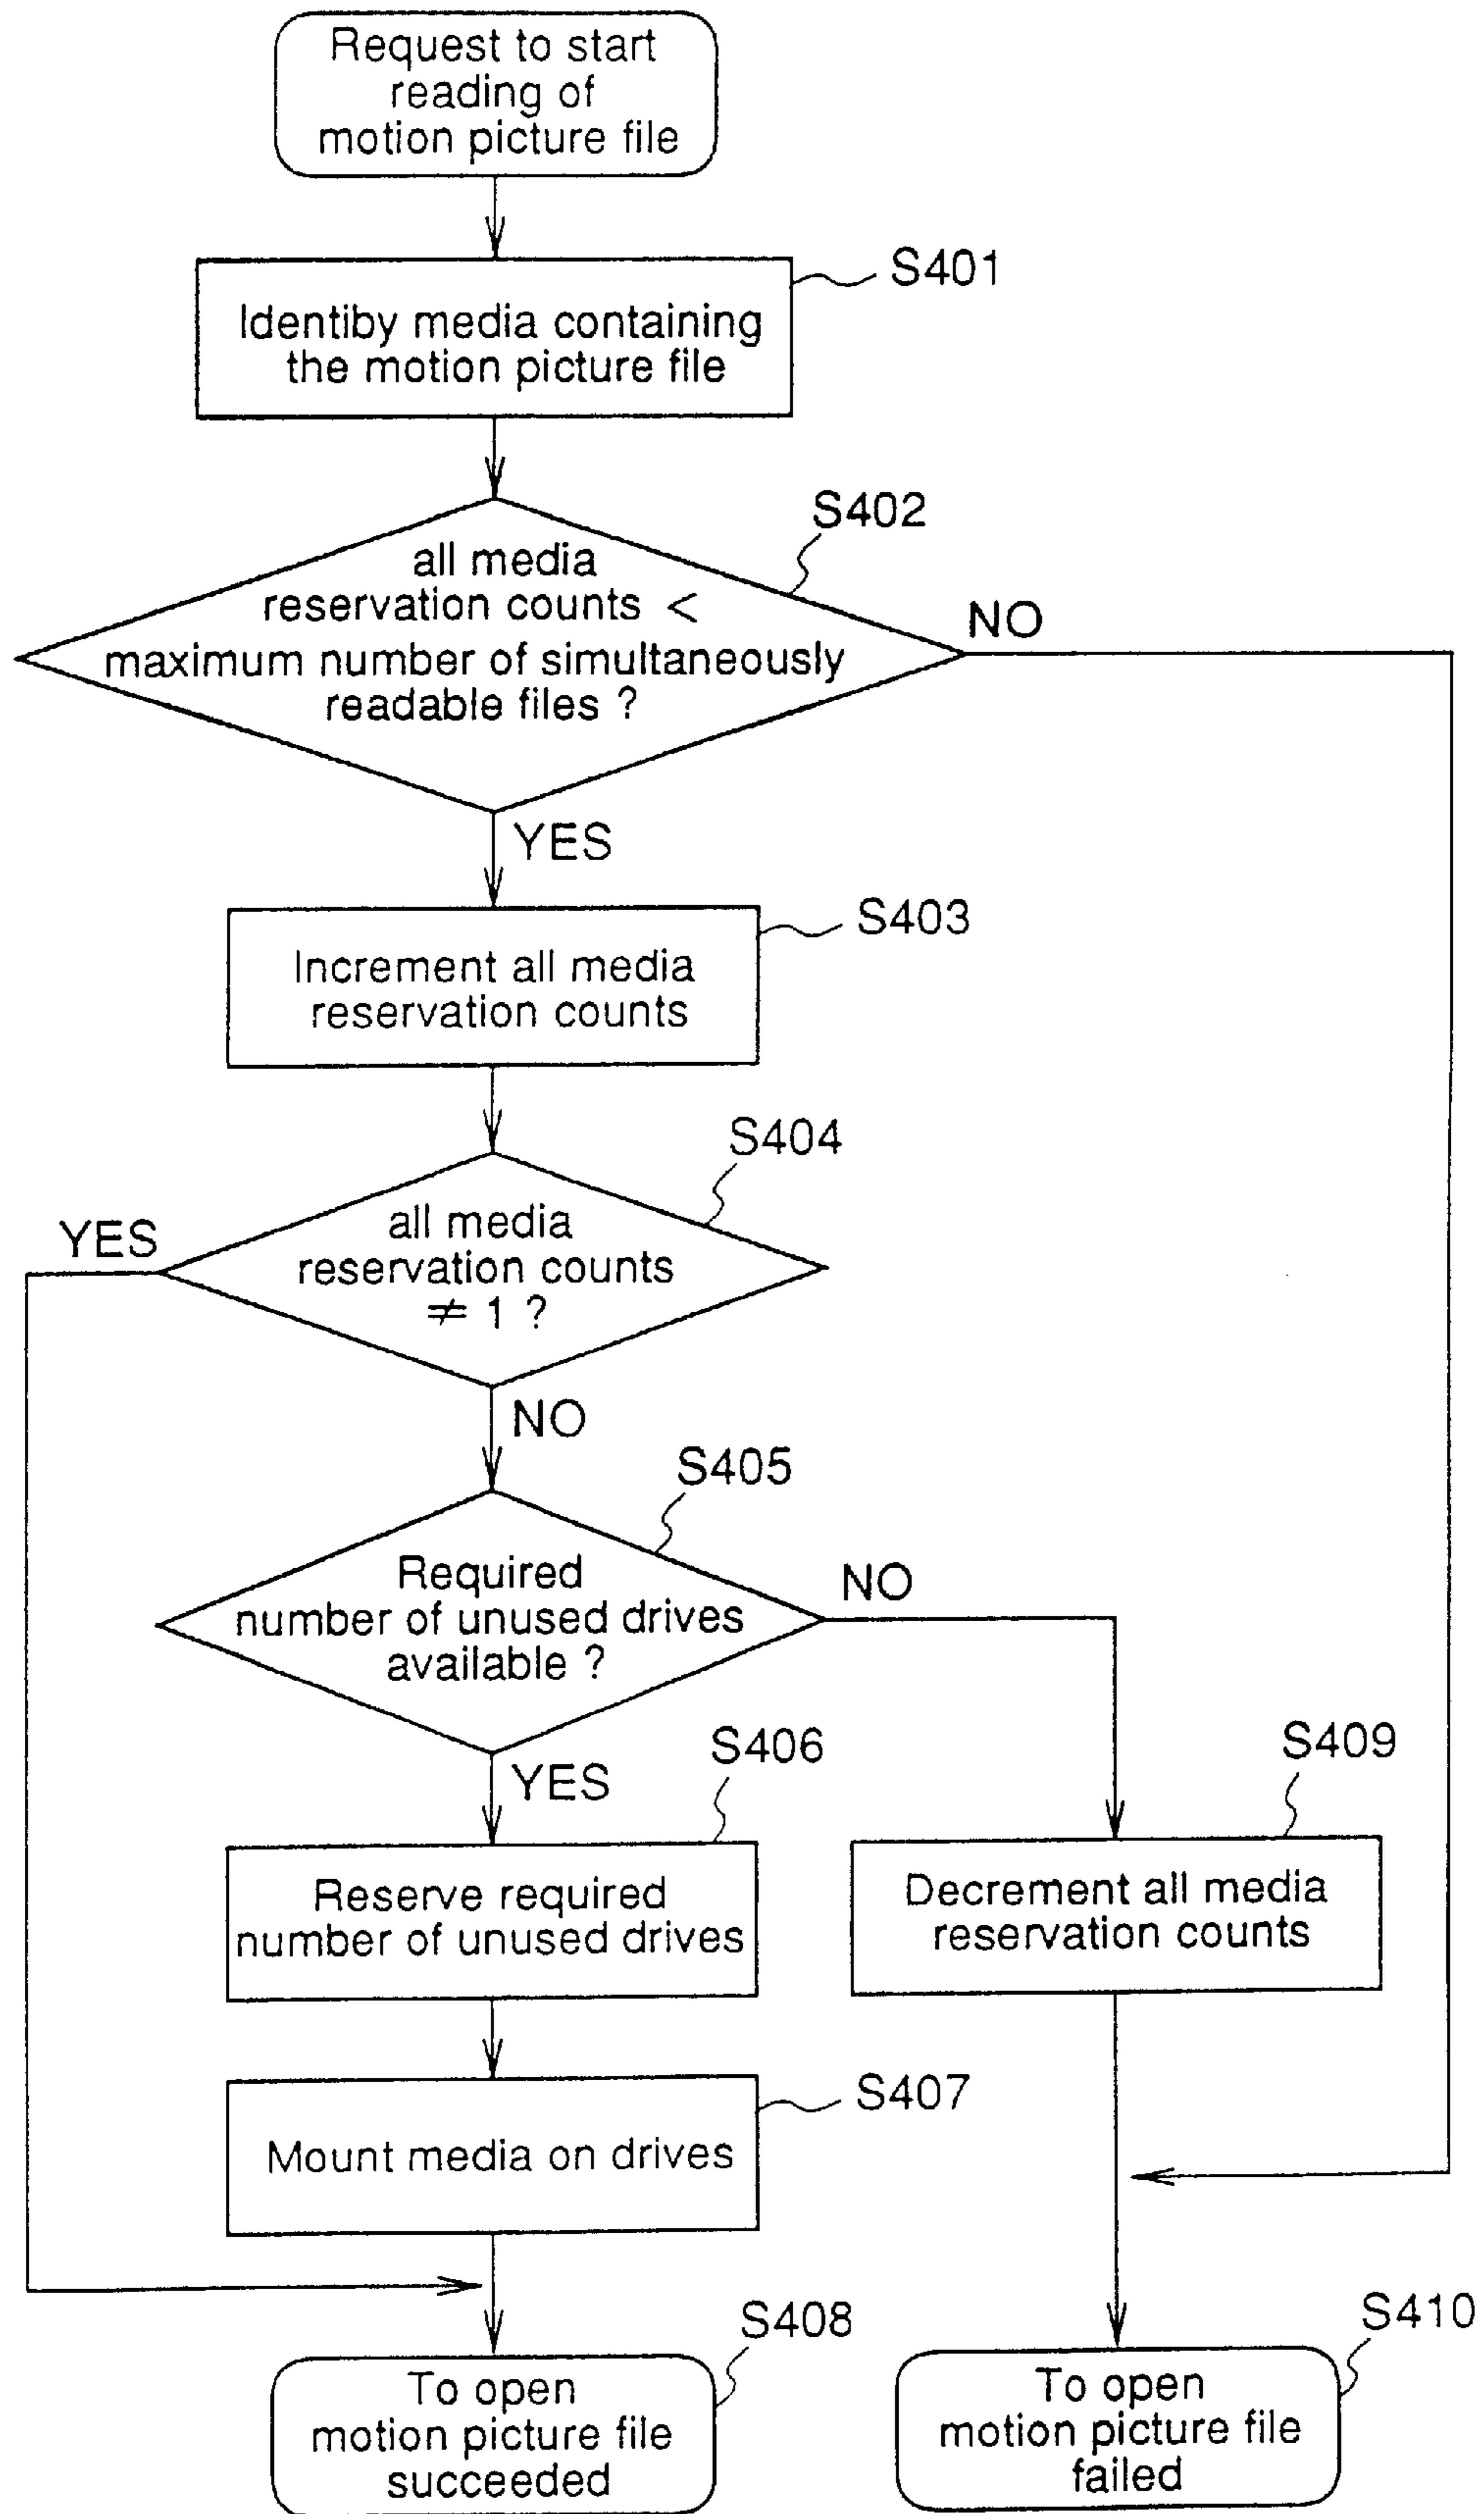 Request to start
reading of
motion picture file
S401
Identiby media containing
the motion picture file
S402
all media
reservation counts <
maximum number of simultaneously
readable files ?
NO
YES
S403
Increment all media
reservation counts
S404
all media
reservation counts
≠ 1 ?
YES
NO
S405
Required
number of unused drives
available ?
NO
YES
S406
Reserve required
number of unused drives
S409
Decrement all media
reservation counts
S407
Mount media on drives
S408
To open
motion picture file
succeeded
S410
To open
motion picture file
failed